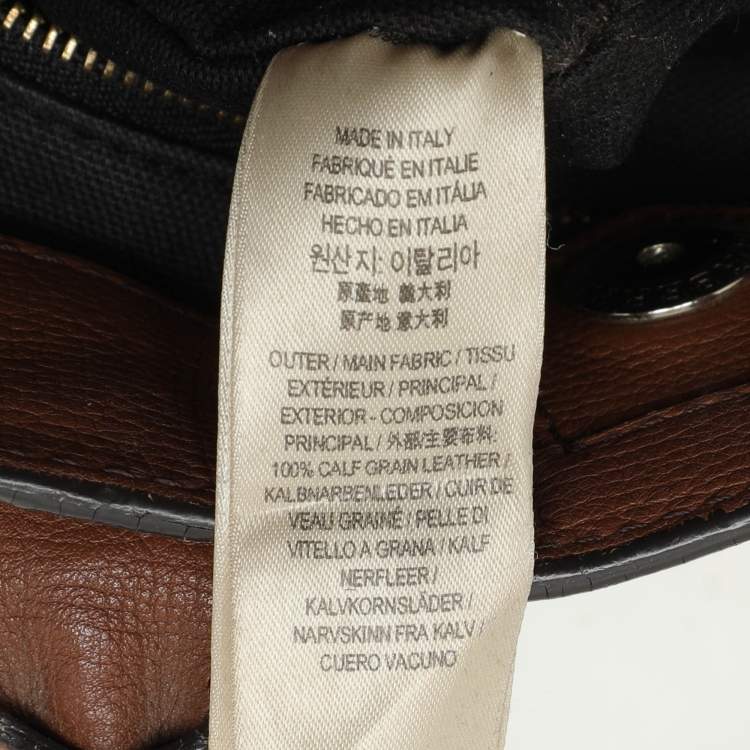 MADE IN ITALY
FABRIQUÉ EN ITALIE
FABRICADO EM ITÁLIA
HECHO EN ITALIA
원산지: 이탈리아
原產地 義大利
原产地 意大利
OUTER / MAIN FABRIC / TISSU
EXTÉRIEUR / PRINCIPAL /
EXTERIOR - COMPOSICION
PRINCIPAL / 外部/主要布料:
100% CALF GRAIN LEATHER /
KALBNARBENLEDER / CUIR DE
VEAU GRAINÉ / PELLE DI
VITELLO A GRANA / KALF
NERFLEER /
KALVKORNSLÄDER /
NARVSKINN FRA KALV /
CUERO VACUNO